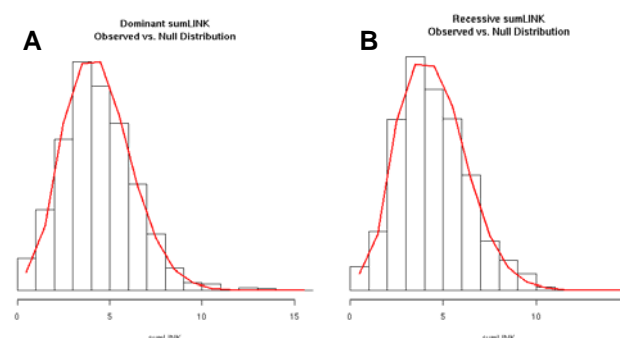 A
Dominant sumLINK
Observed vs. Null Distribution
0 5 10 15
B
Recessive sumLINK
Observed vs. Null Distribution
0 5 10